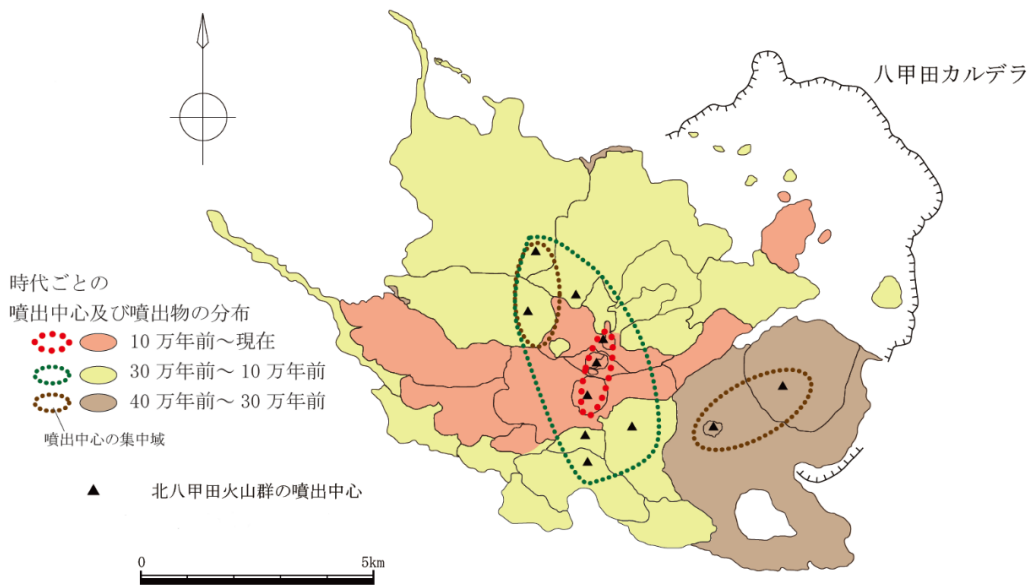 八甲田カルデラ
時代ごとの
噴出中心及び噴出物の分布
10 万年前～現在
30 万年前～ 10 万年前
40 万年前～ 30 万年前
噴出中心の集中域
北八甲田火山群の噴出中心
0 5km